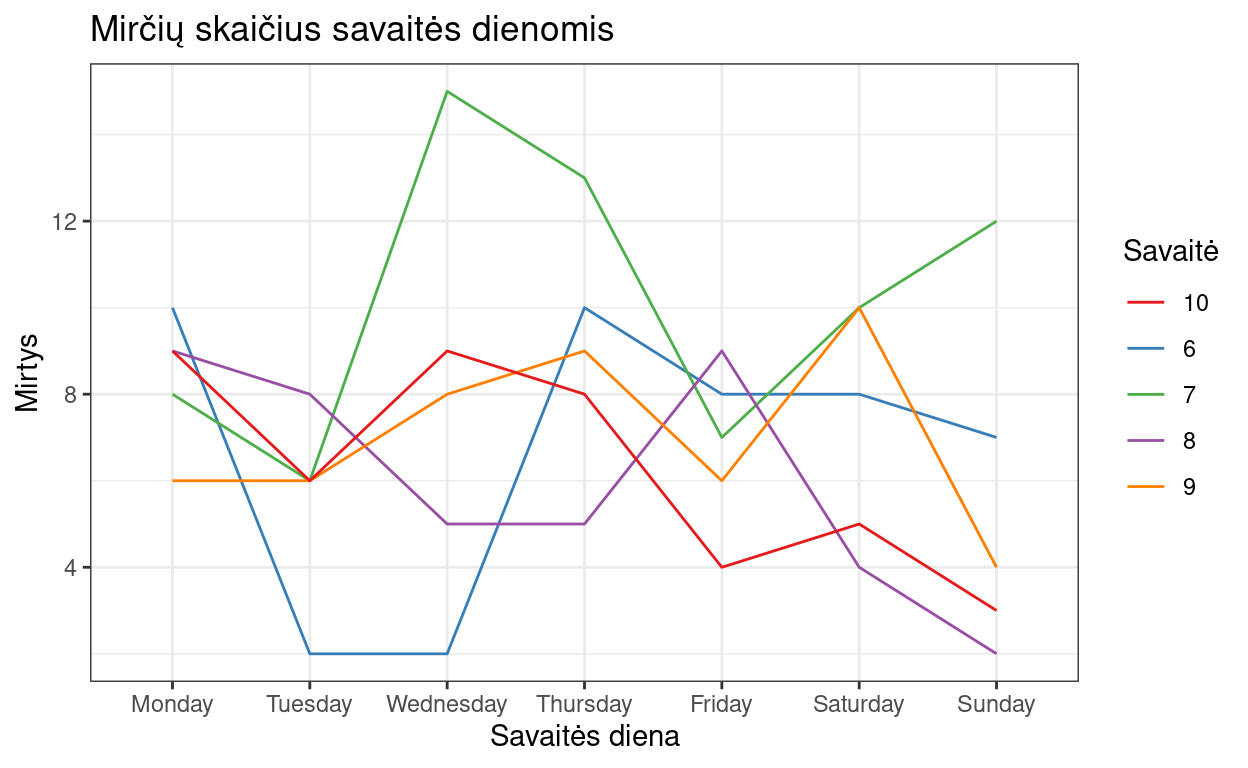 Mirčių skaičius savaitės dienomis
Mirtys
12
8
4
Monday Tuesday Wednesday Thursday Friday Saturday Sunday
Savaitės diena
Savaitė
10
6
7
8
9